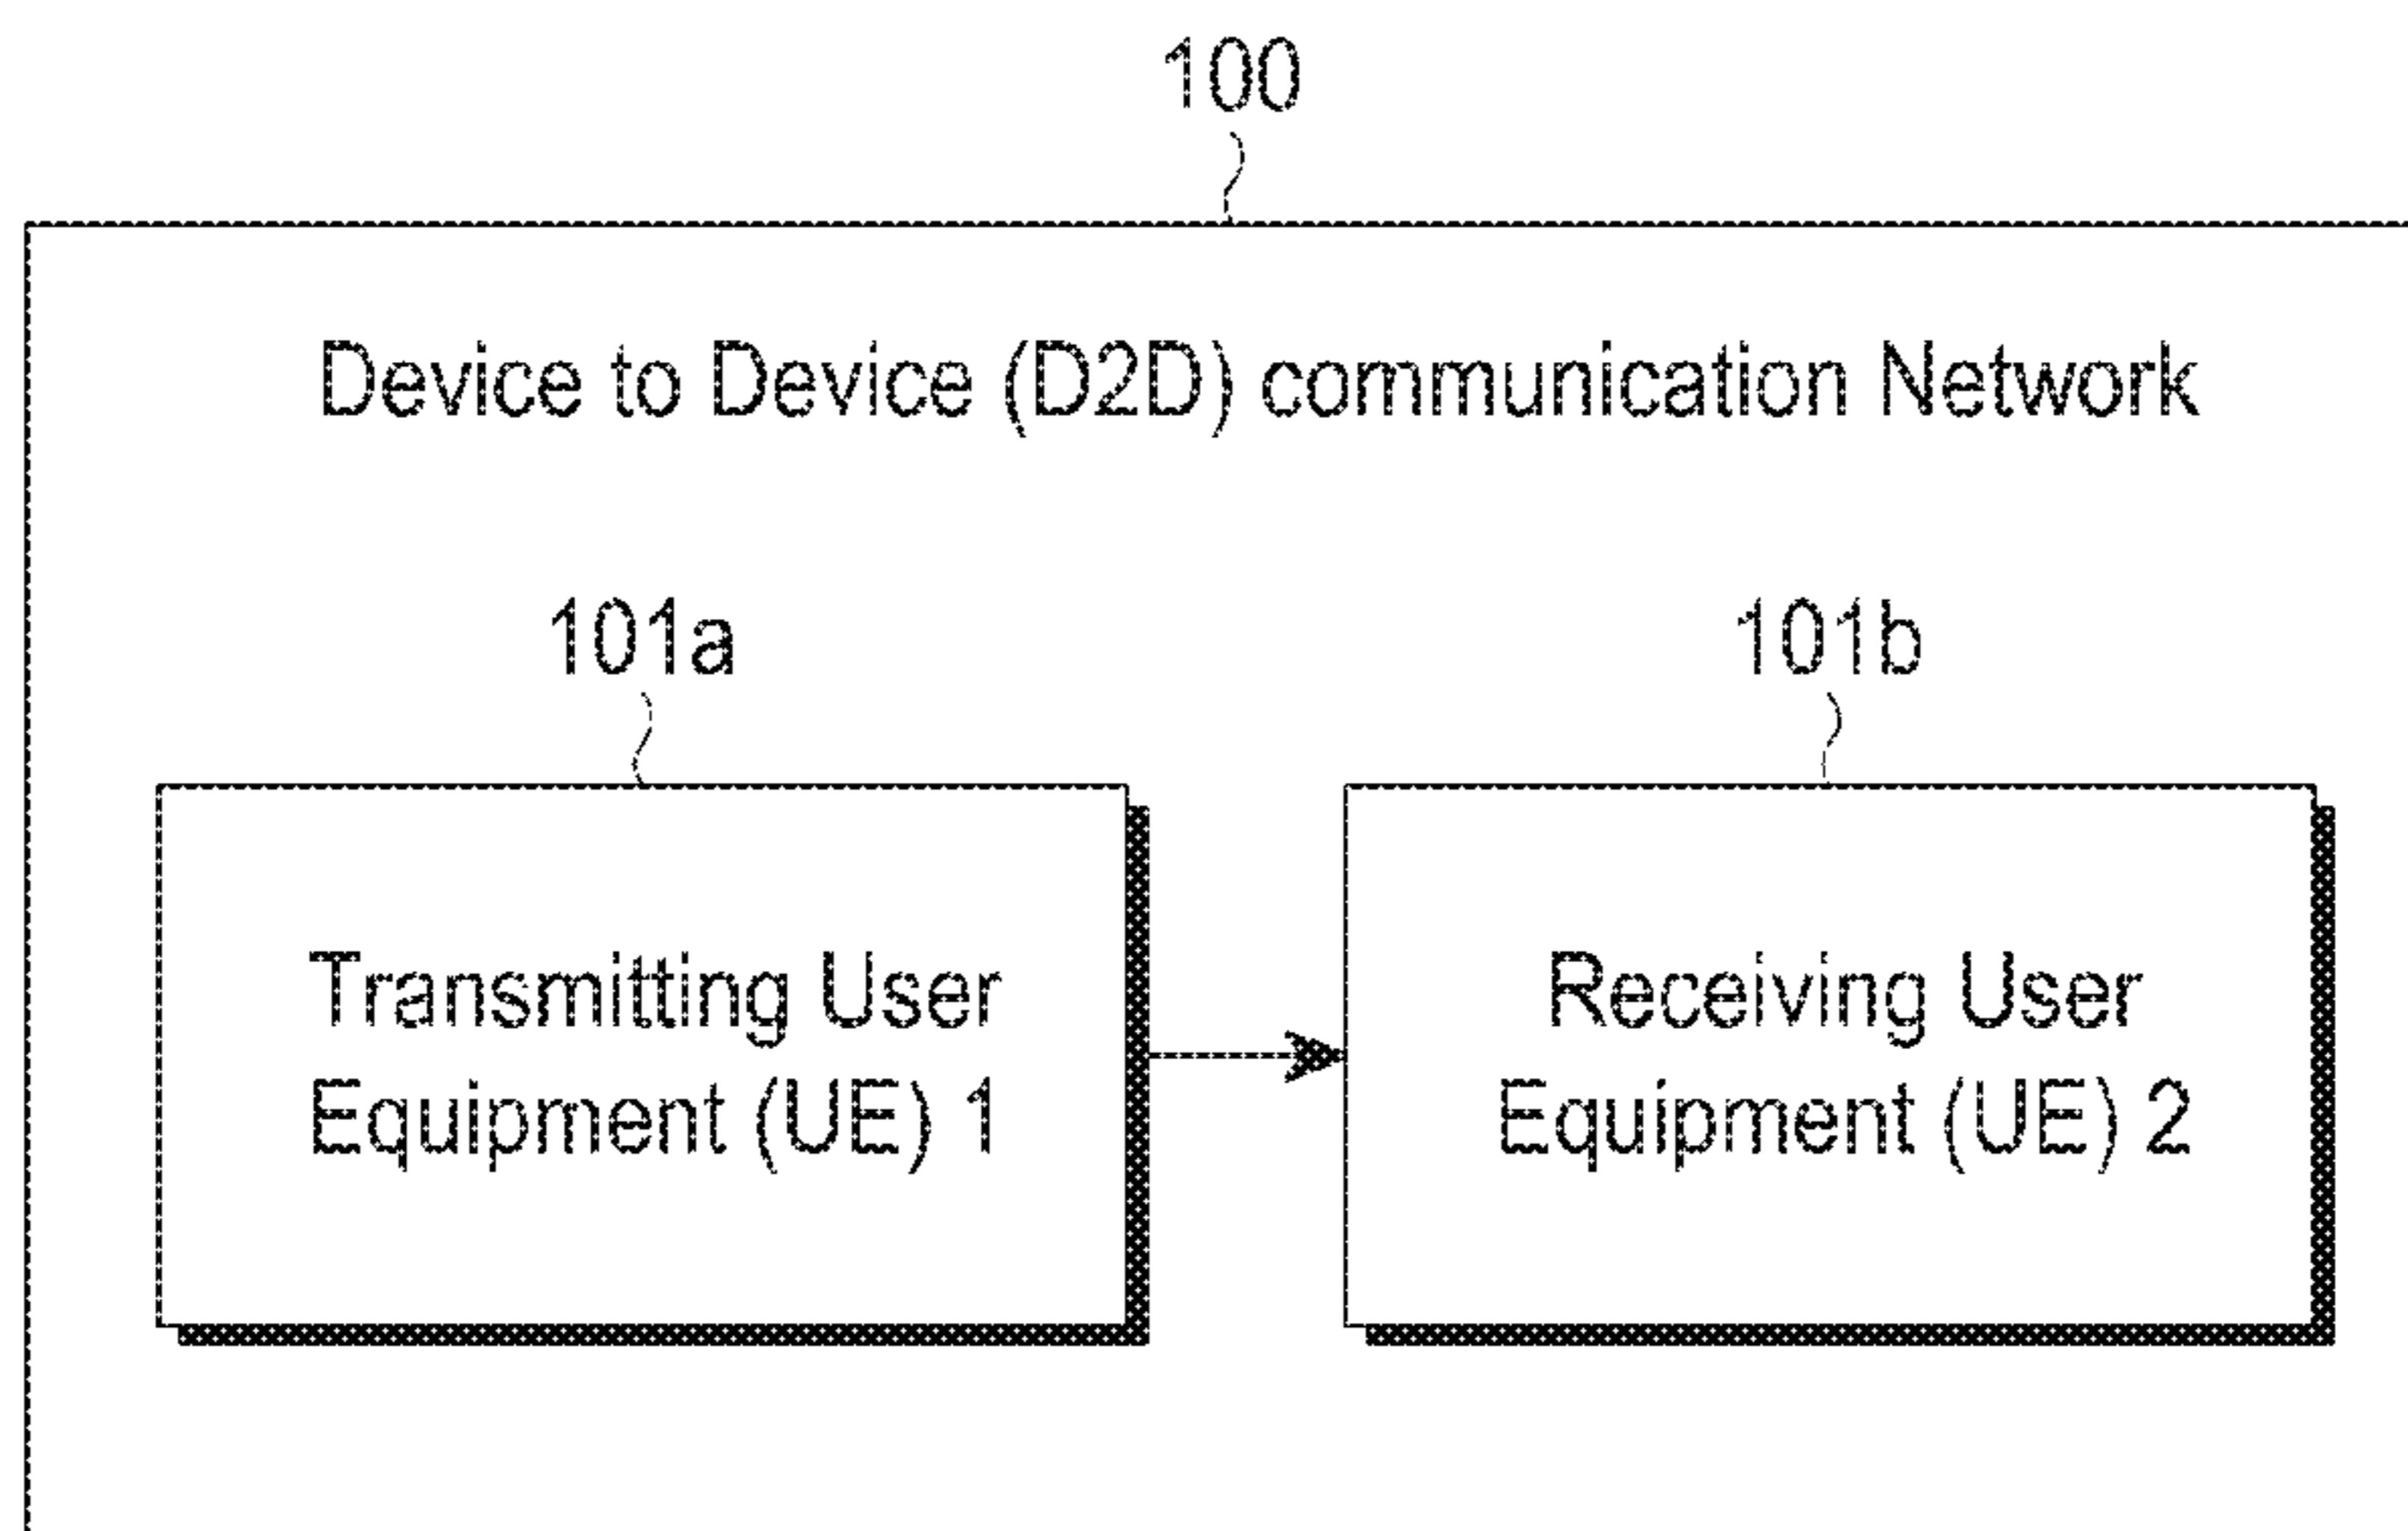 100
Device to Device (D2D) communication Network
101a
101b
Transmitting User
Equipment (UE) 1
Receiving User
Equipment (UE) 2